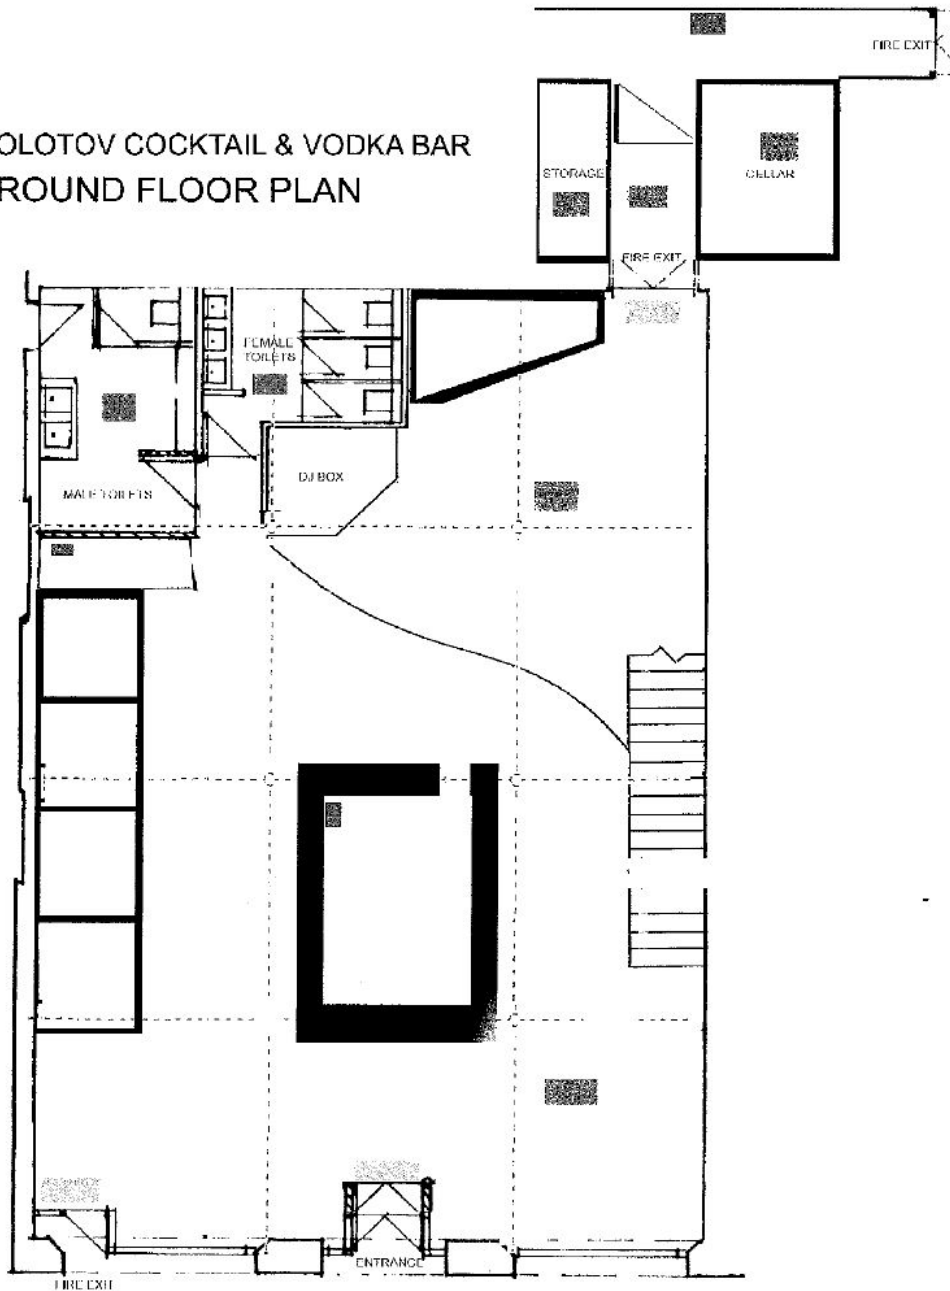 FIRE EXIT
OLOTOV COCKTAIL & VODKA BAR
ROUND FLOOR PLAN
STORAGE
CELLAR
FIRE EXIT
FEMALE
TOILETS
DJ BOX
MALE TOILETS
ENTRANCE
FIRE EXIT